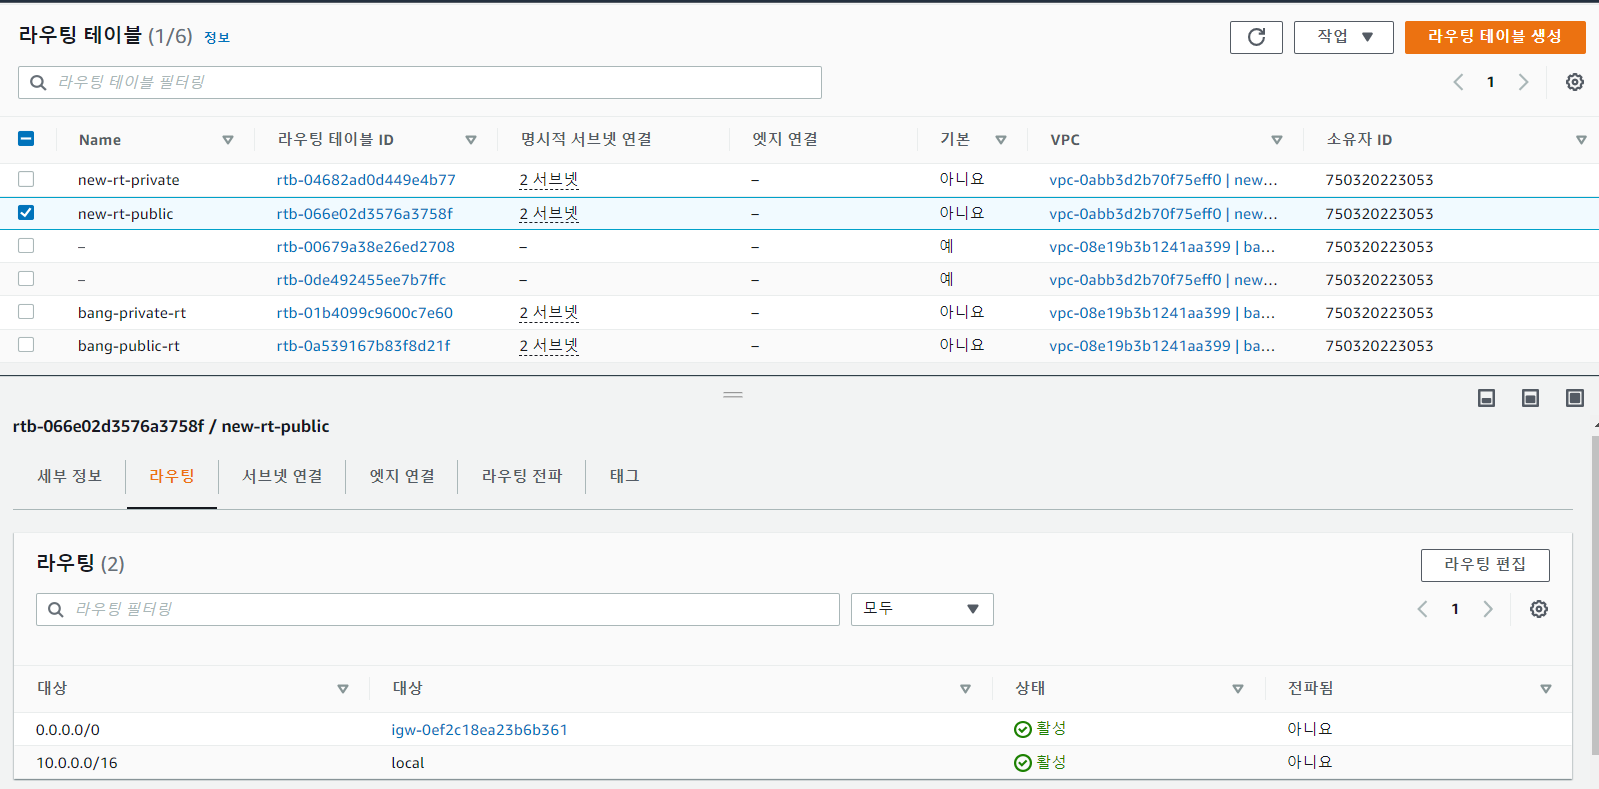 라우팅 테이블 (1/6) 정보
작업
라우팅 테이블 생성
라우팅 테이블 필터링
1
Name 라우팅 테이블 ID 명시적 서브넷 연결 엣지 연결 기본 VPC 소유자 ID
new-rt-private rtb-04682ad0d449e4b77 2 서브넷 – 아니요 vpc-0abb3d2b70f75eff0 | new... 750320223053
new-rt-public rtb-066e02d3576a3758f 2 서브넷 – 아니요 vpc-0abb3d2b70f75eff0 | new... 750320223053
– rtb-00679a38e26ed2708 – – 예 vpc-08e19b3b1241aa399 | ba... 750320223053
– rtb-0de492455ee7b7ffc – – 예 vpc-0abb3d2b70f75eff0 | new... 750320223053
bang-private-rt rtb-01b4099c9600c7e60 2 서브넷 – 아니요 vpc-08e19b3b1241aa399 | ba... 750320223053
bang-public-rt rtb-0a539167b83f8d21f 2 서브넷 – 아니요 vpc-08e19b3b1241aa399 | ba... 750320223053
rtb-066e02d3576a3758f / new-rt-public
세부 정보 라우팅 서브넷 연결 엣지 연결 라우팅 전파 태그
라우팅 (2)
라우팅 편집
라우팅 필터링
모두
1
대상 대상 상태 전파됨
0.0.0.0/0 igw-0ef2c18ea23b6b361 활성 아니요
10.0.0.0/16 local 활성 아니요